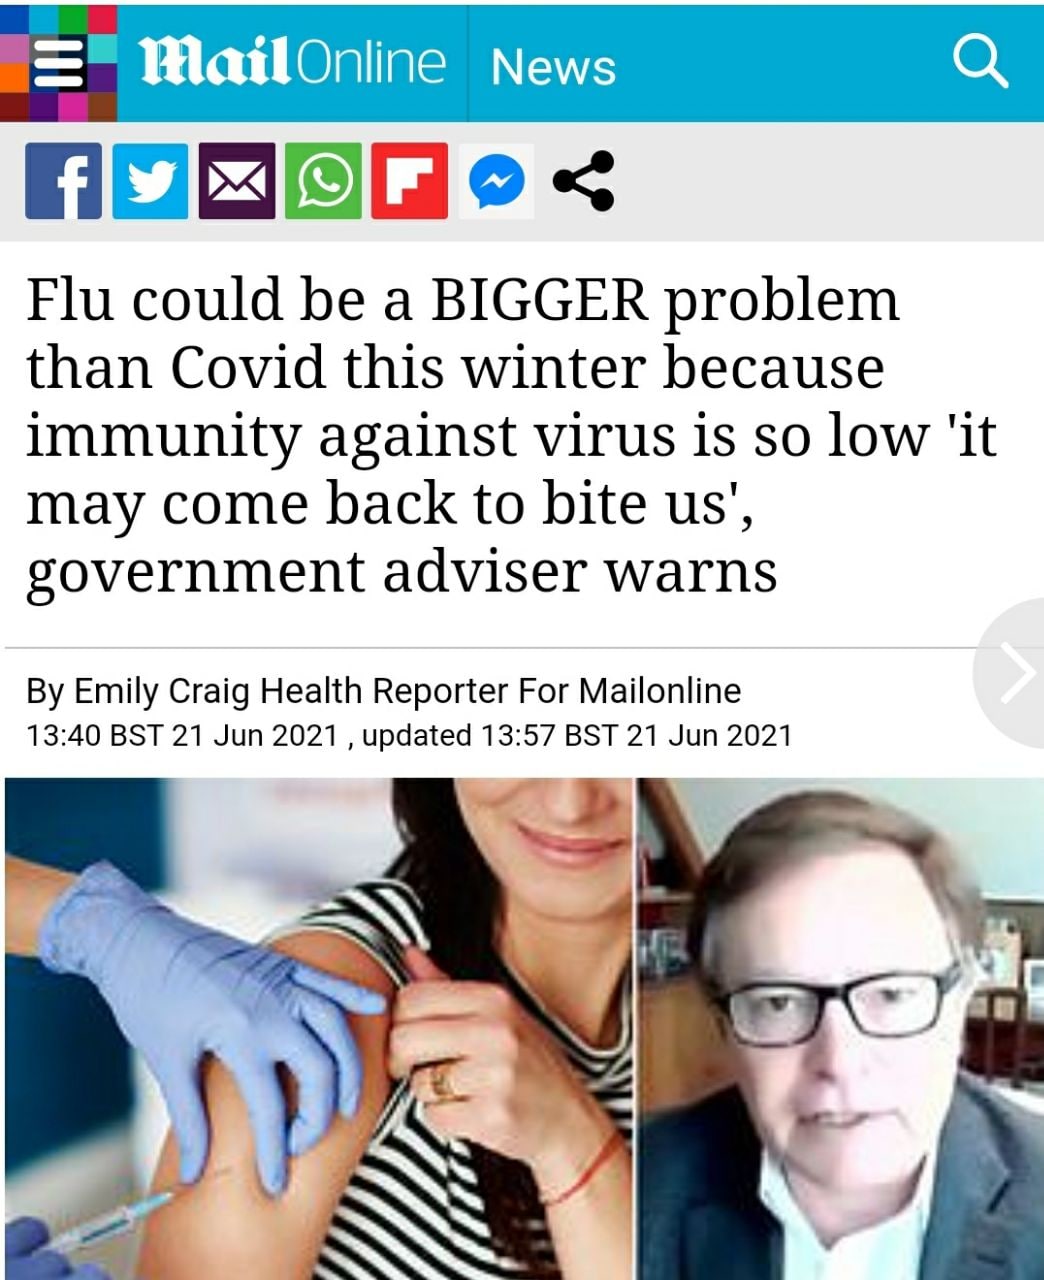 Mail Online News
Flu could be a BIGGER problem
than Covid this winter because
immunity against virus is so low 'it
may come back to bite us',
government adviser warns
By Emily Craig Health Reporter For Mailonline
13:40 BST 21 Jun 2021 , updated 13:57 BST 21 Jun 2021